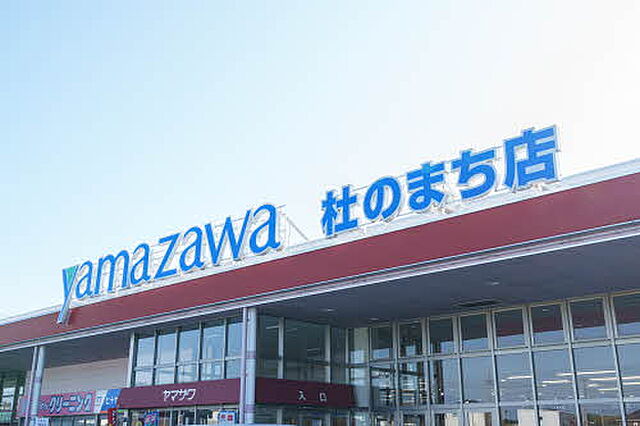 yamazawa 杜のまち店
ヤマザワ
入口
クリーニング